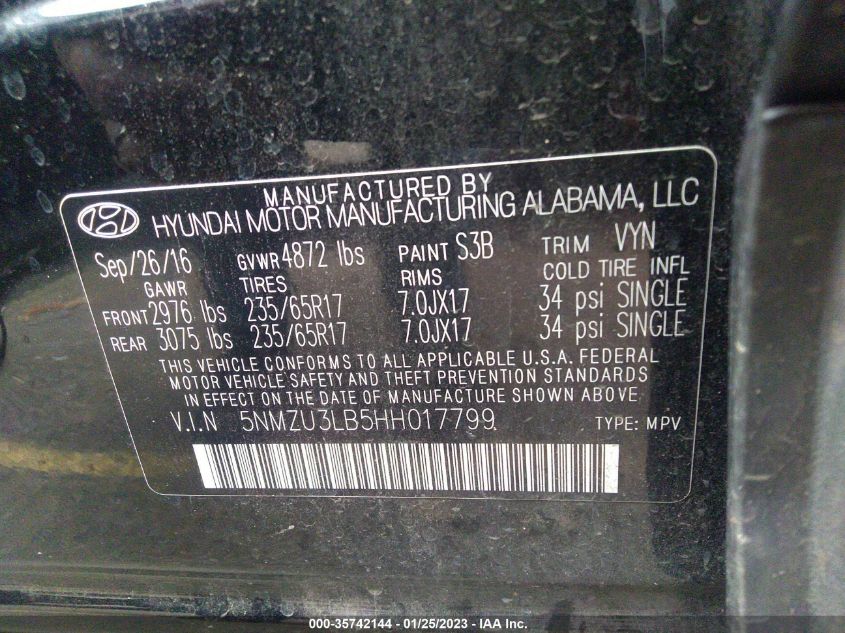 MANUFACTURED BY
HYUNDAI MOTOR MANUFACTURING ALABAMA, LLC
Sep/26/16 GVWR 4872 lbs PAINT S3B TRIM VYN
GAWR TIRES RIMS COLD TIRE INFL
FRONT 2976 lbs 235/65R17 7.0JX17 34 psi SINGLE
REAR 3075 lbs 235/65R17 7.0JX17 34 psi SINGLE
THIS VEHICLE CONFORMS TO ALL APPLICABLE U.S.A. FEDERAL
MOTOR VEHICLE SAFETY AND THEFT PREVENTION STANDARDS
IN EFFECT ON THE DATE OF MANUFACTURE SHOWN ABOVE.
V.I.N 5NMZU3LB5HH017799 TYPE: MPV
000-35742144 - 01/25/2023 - IAA Inc.